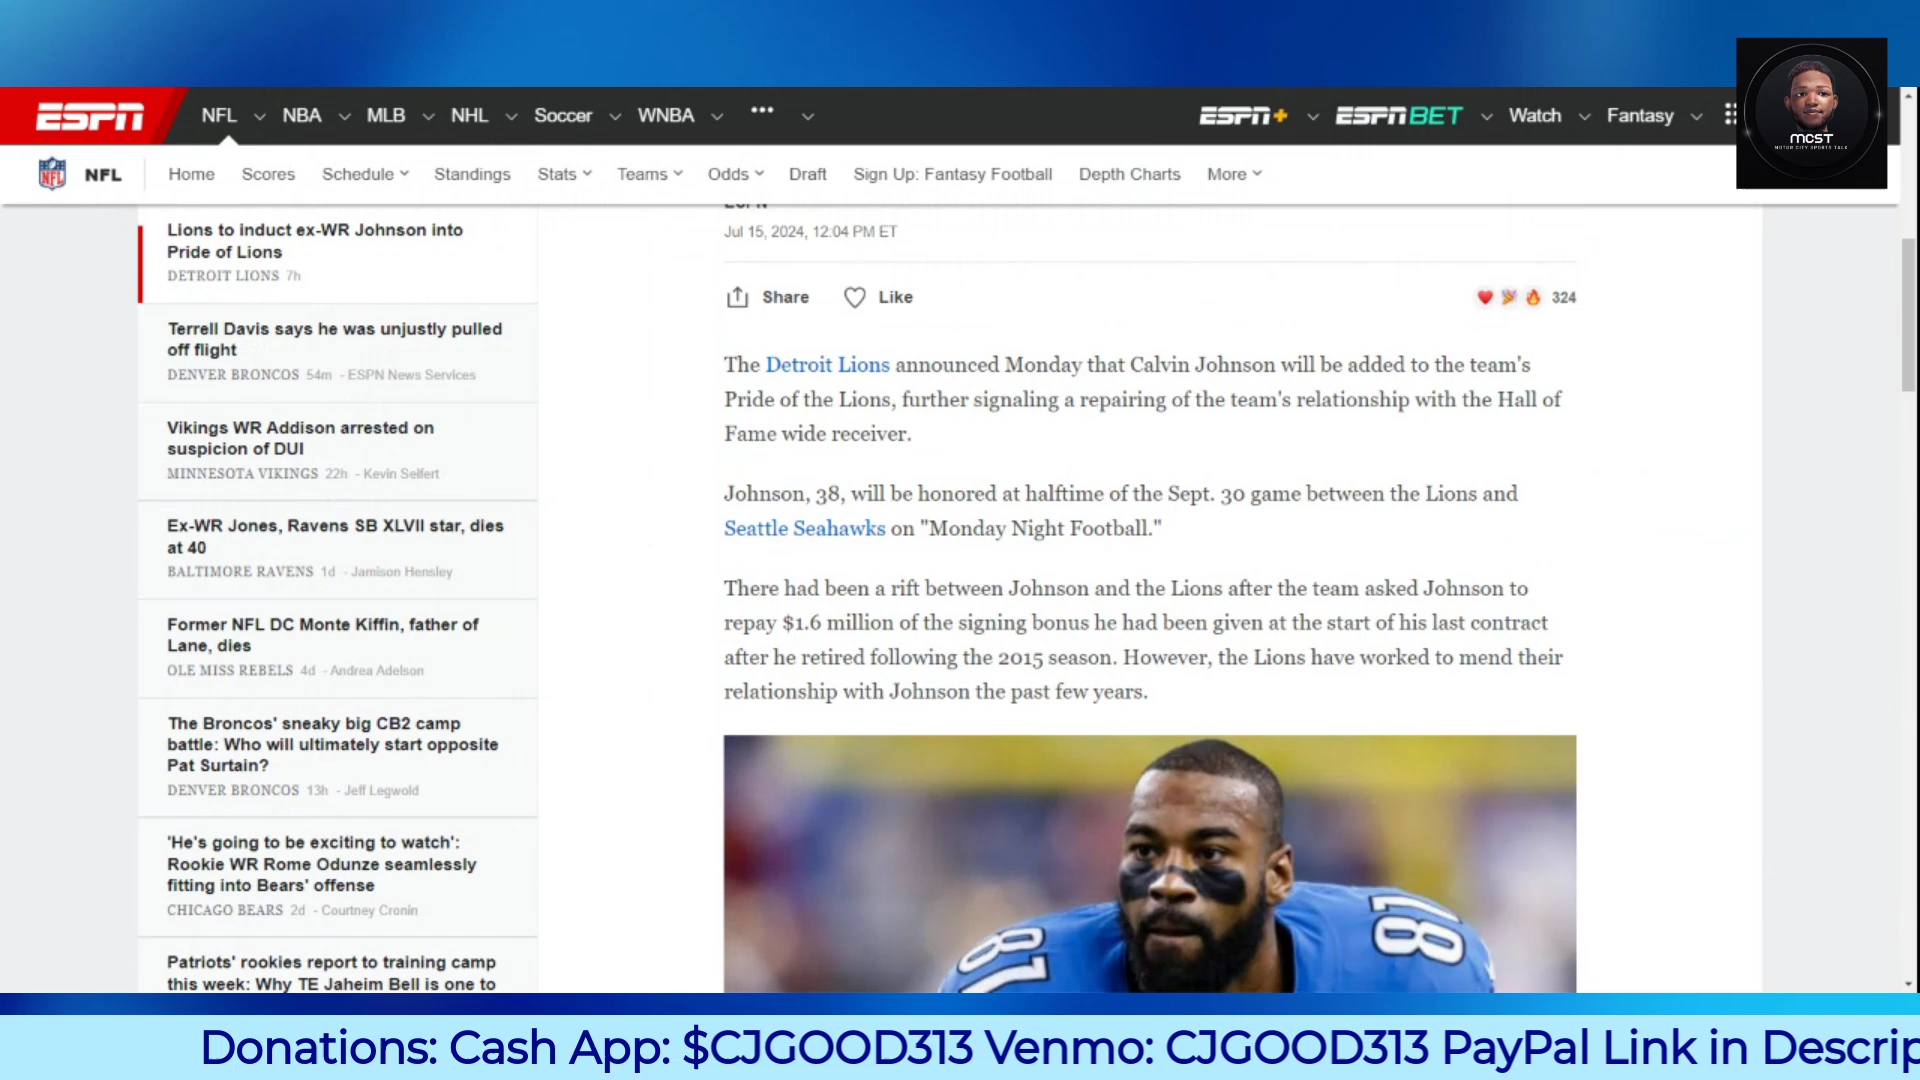 ESPN
NFL
NBA
MLB
NHL
Soccer
WNBA
ESPN+
ESPN BET
Watch
Fantasy
MCST
MOTOR CITY SPORTS TALK
NFL
Home
Scores
Schedule
Standings
Stats
Teams
Odds
Draft
Sign Up: Fantasy Football
Depth Charts
More
Lions to induct ex-WR Johnson into
Pride of Lions
DETROIT LIONS 7h
Terrell Davis says he was unjustly pulled
off flight
DENVER BRONCOS 54m - ESPN News Services
Vikings WR Addison arrested on
suspicion of DUI
MINNESOTA VIKINGS 22h - Kevin Seifert
Ex-WR Jones, Ravens SB XLVII star, dies
at 40
BALTIMORE RAVENS 1d - Jamison Hensley
Former NFL DC Monte Kiffin, father of
Lane, dies
OLE MISS REBELS 4d - Andrea Adelson
The Broncos' sneaky big CB2 camp
battle: Who will ultimately start opposite
Pat Surtain?
DENVER BRONCOS 13h - Jeff Legwold
'He's going to be exciting to watch':
Rookie WR Rome Odunze seamlessly
fitting into Bears' offense
CHICAGO BEARS 2d - Courtney Cronin
Patriots' rookies report to training camp
this week: Why TE Jaheim Bell is one to
ESPN
Jul 15, 2024, 12:04 PM ET
Share
Like
324
The Detroit Lions announced Monday that Calvin Johnson will be added to the team's
Pride of the Lions, further signaling a repairing of the team's relationship with the Hall of
Fame wide receiver.
Johnson, 38, will be honored at halftime of the Sept. 30 game between the Lions and
Seattle Seahawks on "Monday Night Football."
There had been a rift between Johnson and the Lions after the team asked Johnson to
repay $1.6 million of the signing bonus he had been given at the start of his last contract
after he retired following the 2015 season. However, the Lions have worked to mend their
relationship with Johnson the past few years.
81
81
Donations: Cash App: $CJGOOD313 Venmo: CJGOOD313 PayPal Link in Descrip